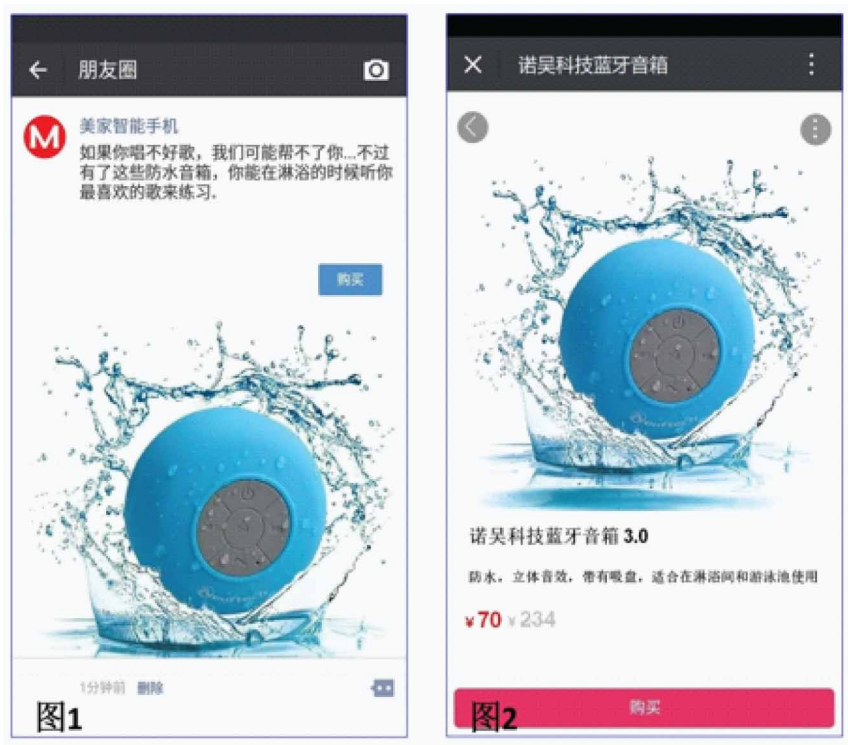 朋友圈
M
美家智能手机
如果你唱不好歌，我们可能帮不了你...不过
有了这些防水音箱，你能在淋浴的时候听你
最喜欢的歌来练习.
购买
1分钟前 删除
图1
诺吴科技蓝牙音箱
诺吴科技蓝牙音箱 3.0
防水，立体音效，带有吸盘，适合在淋浴间和游泳池使用
¥70 ¥234
购买
图2